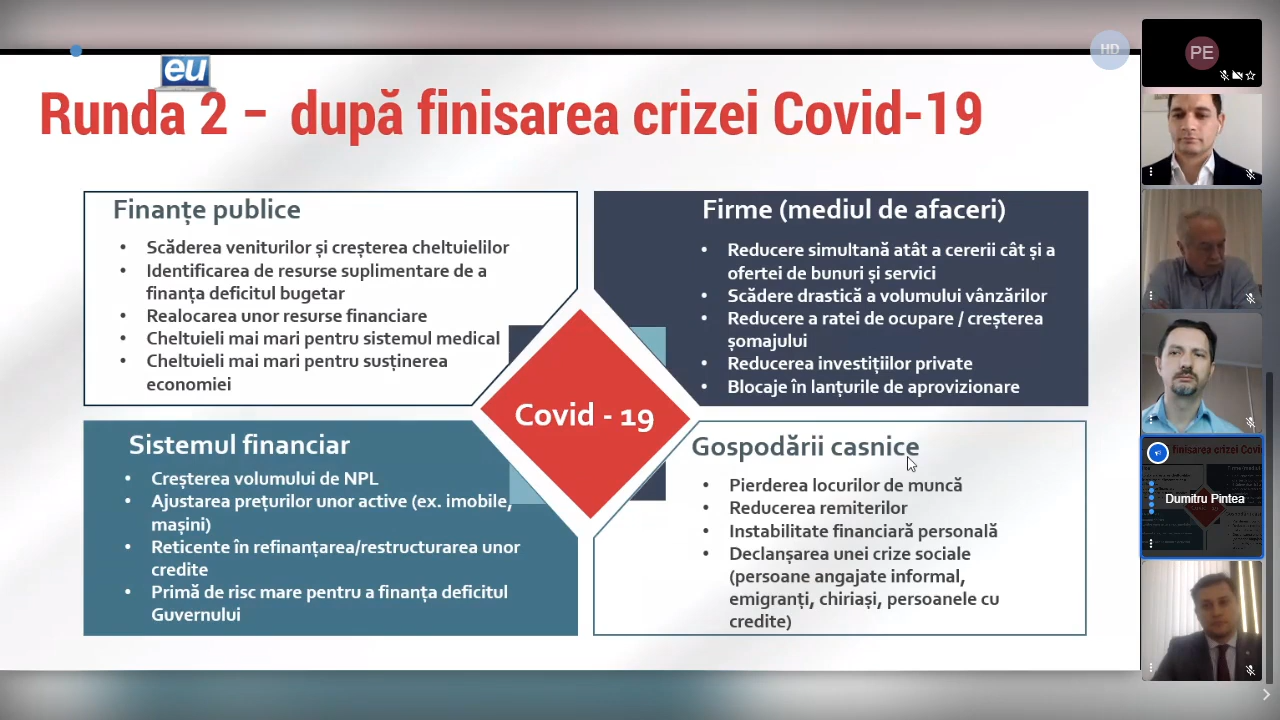 eu
HD
PE
Runda 2 - după finisarea crizei Covid-19
Finanțe publice
• Scăderea veniturilor și creșterea cheltuielilor
• Identificarea de resurse suplimentare de a
finanța deficitul bugetar
• Realocarea unor resurse financiare
• Cheltuieli mai mari pentru sistemul medical
• Cheltuieli mai mari pentru susținerea
economiei
Firme (mediul de afaceri)
• Reducere simultană atât a cererii cât și a
ofertei de bunuri și servici
• Scădere drastică a volumului vânzărilor
• Reducere a ratei de ocupare / creșterea
șomajului
• Reducerea investițiilor private
• Blocaje în lanțurile de aprovizionare
Covid - 19
Sistemul financiar
• Creșterea volumului de NPL
• Ajustarea prețurilor unor active (ex. imobile,
mașini)
• Reticente în refinanțarea/restructurarea unor
credite
• Primă de risc mare pentru a finanța deficitul
Guvernului
Gospodării casnice
• Pierderea locurilor de muncă
• Reducerea remiterilor
• Instabilitate financiară personală
• Declanșarea unei crize sociale
(persoane angajate informal,
emigranți, chiriași, persoanele cu
credite)
finisarea crizei Covi
Dumitru Pintea